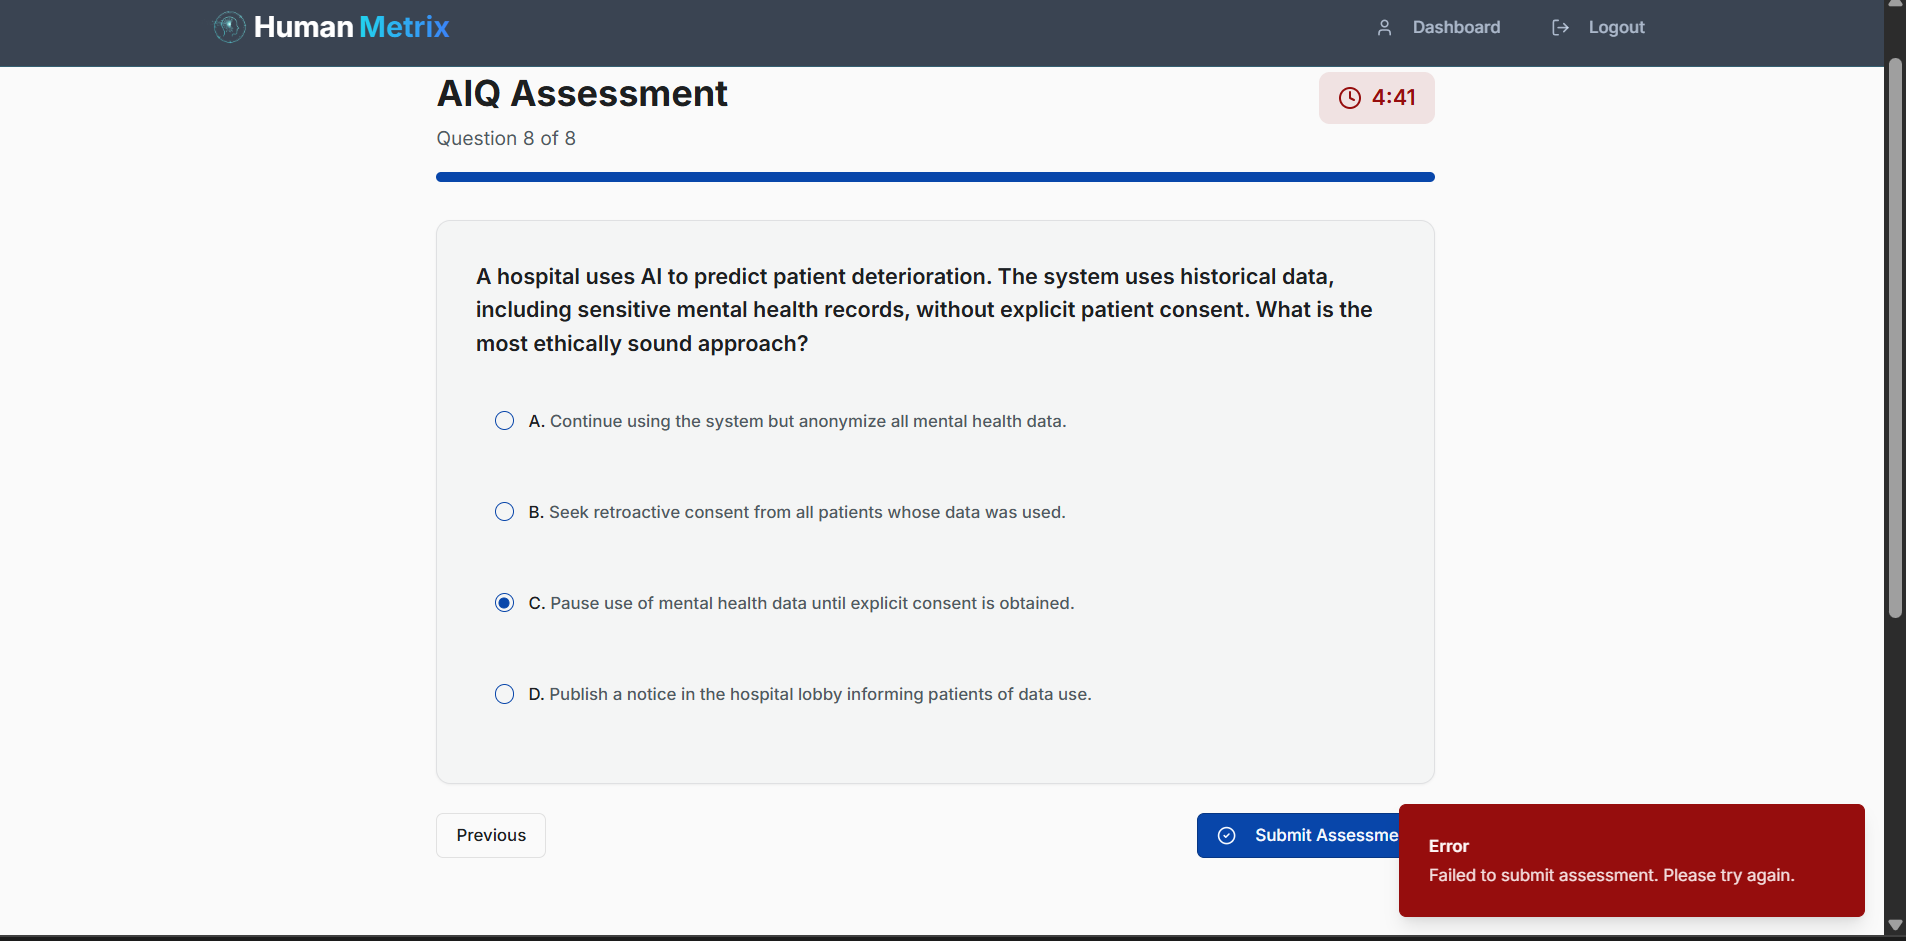 Human Metrix
Dashboard
Logout
AIQ Assessment
4:41
Question 8 of 8
A hospital uses AI to predict patient deterioration. The system uses historical data,
including sensitive mental health records, without explicit patient consent. What is the
most ethically sound approach?
A. Continue using the system but anonymize all mental health data.
B. Seek retroactive consent from all patients whose data was used.
C. Pause use of mental health data until explicit consent is obtained.
D. Publish a notice in the hospital lobby informing patients of data use.
Previous
Submit Assessme
Error
Failed to submit assessment. Please try again.